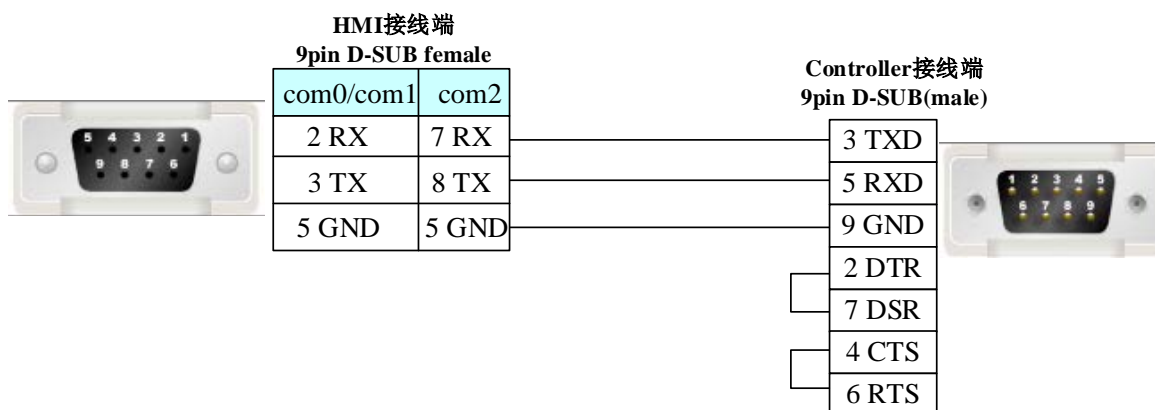 HMI接线端
9pin D-SUB female
com0/com1 com2
2 RX 7 RX
3 TX 8 TX
5 GND 5 GND
5 4 3 2 1
9 8 7 6
Controller接线端
9pin D-SUB(male)
3 TXD
5 RXD
9 GND
2 DTR
7 DSR
4 CTS
6 RTS
1 2 3 4 5
6 7 8 9